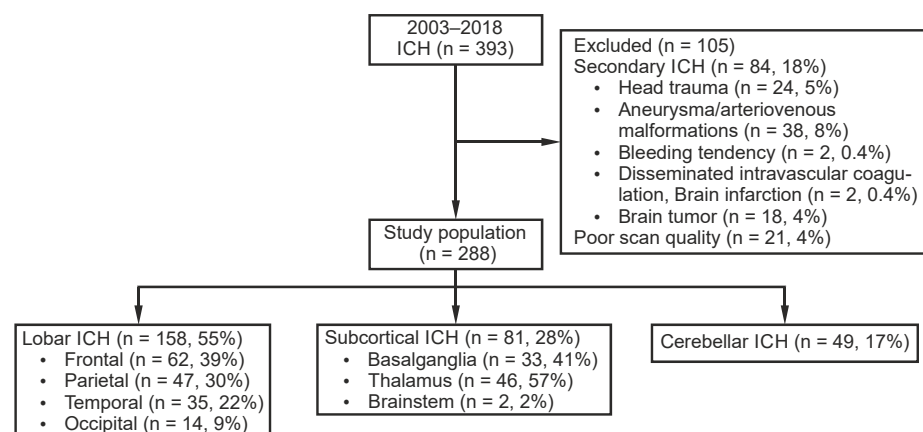 2003–2018
ICH (n = 393)
Excluded (n = 105)
Secondary ICH (n = 84, 18%)
• Head trauma (n = 24, 5%)
• Aneurysma/arteriovenous
malformations (n = 38, 8%)
• Bleeding tendency (n = 2, 0.4%)
• Disseminated intravascular coagu-
lation, Brain infarction (n = 2, 0.4%)
• Brain tumor (n = 18, 4%)
Poor scan quality (n = 21, 4%)
Study population
(n = 288)
Lobar ICH (n = 158, 55%)
• Frontal (n = 62, 39%)
• Parietal (n = 47, 30%)
• Temporal (n = 35, 22%)
• Occipital (n = 14, 9%)
Subcortical ICH (n = 81, 28%)
• Basalganglia (n = 33, 41%)
• Thalamus (n = 46, 57%)
• Brainstem (n = 2, 2%)
Cerebellar ICH (n = 49, 17%)